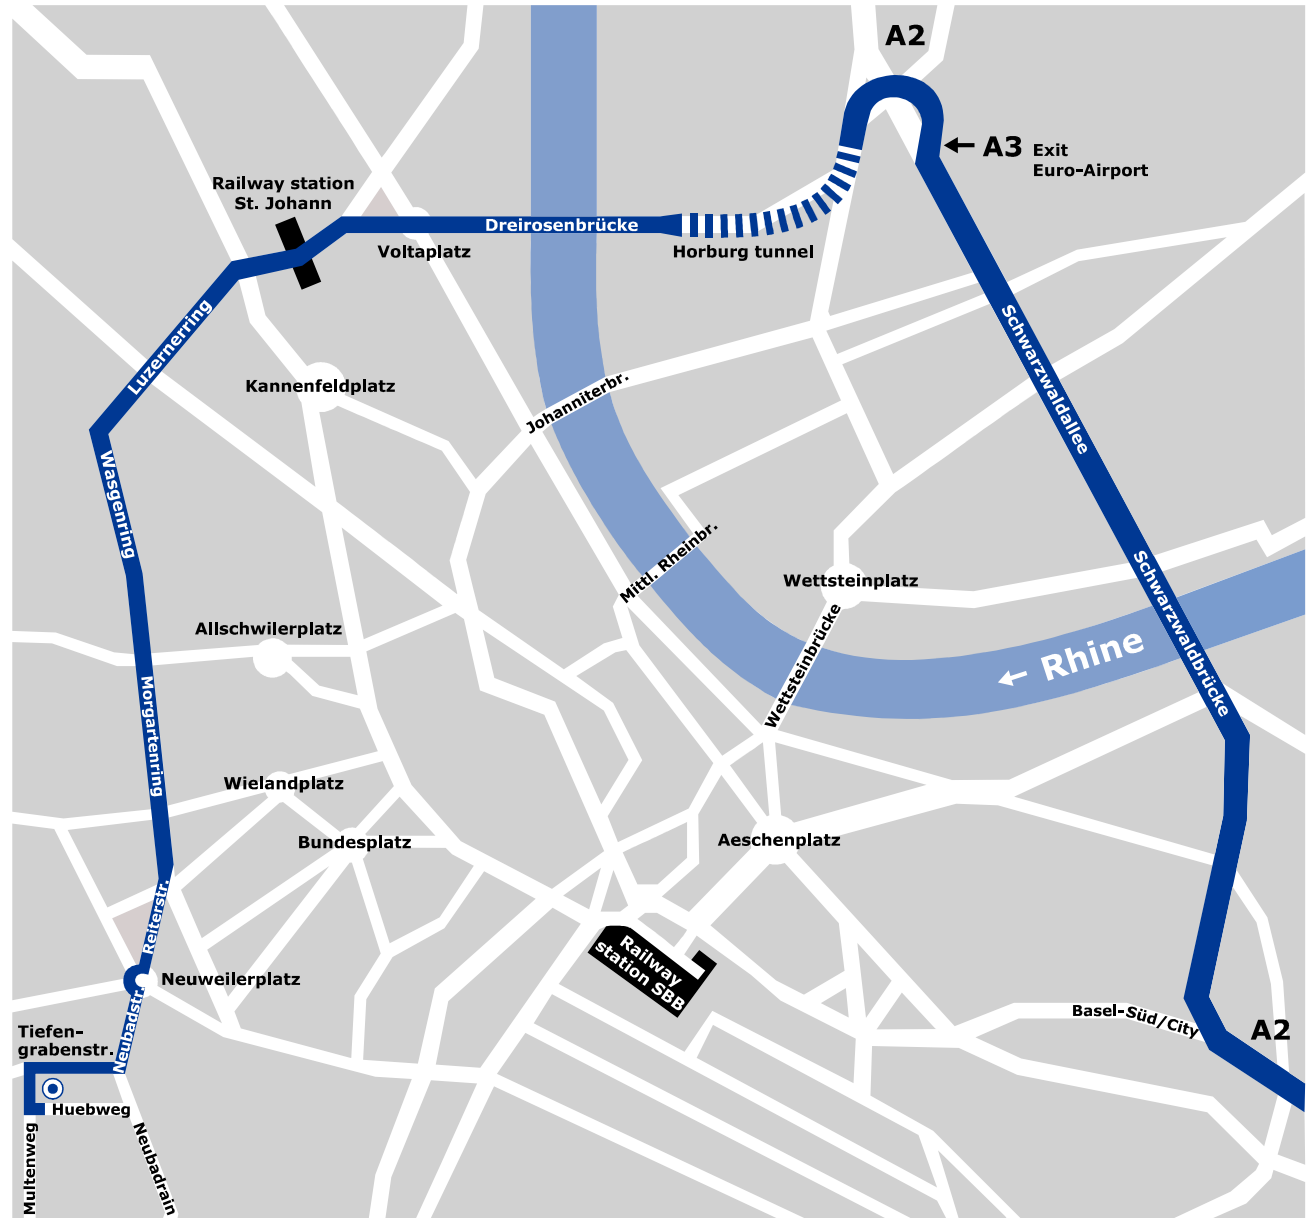 A2
A3 Exit
Euro-Airport
Railway station
St. Johann
Dreirosenbrücke
Voltaplatz
Horburg tunnel
Luzernerring
Schwarzwaldallee
Kannenfeldplatz
Johanniterbr.
Wasgenring
Mittl. Rheinbr.
Wettsteinplatz
Schwarzwaldbrücke
Allschwilerplatz
Wettsteinbrücke
← Rhine
Morgartenring
Wielandplatz
Bundesplatz
Aeschenplatz
Reiterstr.
Railway
station SBB
Neuweilerplatz
Neubadstr.
Basel-Süd/City
A2
Tiefen-
grabenstr.
Huebweg
Multenweg
Neubadrain